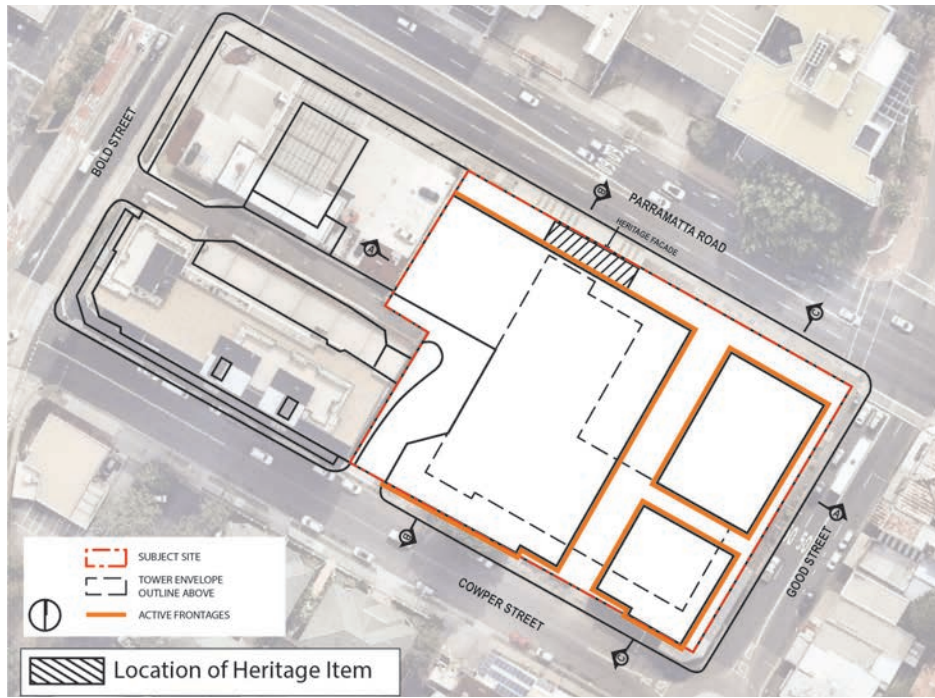 BOLD STREET
PARRAMATTA ROAD
HERITAGE FACADE
B
A
C
A
GOOD STREET
B
COWPER STREET
C
SUBJECT SITE
TOWER ENVELOPE
OUTLINE ABOVE
ACTIVE FRONTAGES
Location of Heritage Item